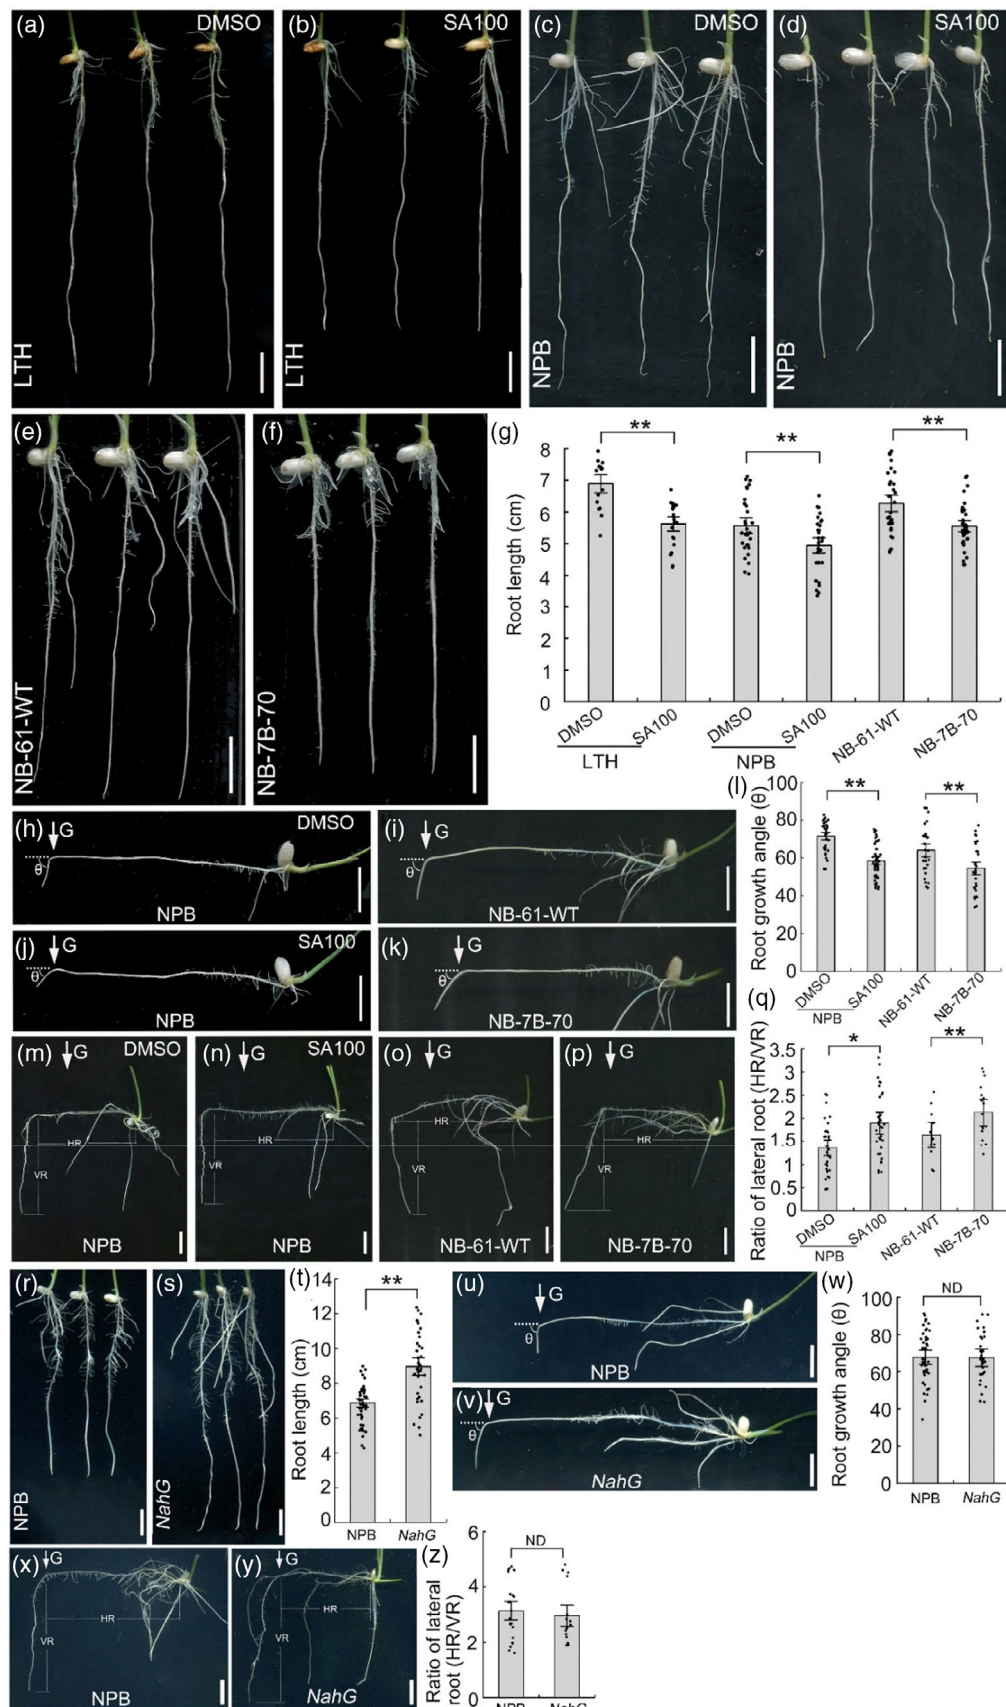 (a) DMSO
LTH
(b) SA100
LTH
(c) DMSO
NPB
(d) SA100
NPB
(e)
NB-61-WT
(f)
NB-7B-70
(g)
Root length (cm)
8
7
6
5
4
3
2
1
0
** ** **
DMSO SA100 DMSO SA100 NB-61-WT NB-7B-70
LTH NPB
(h) G DMSO
θ
NPB
(i) G
θ
NB-61-WT
(j) G SA100
θ
NPB
(k) G
θ
NB-7B-70
(l)
Root growth angle (θ)
100
80
60
40
20
0
** **
DMSO SA100 NB-61-WT NB-7B-70
NPB
(m) G DMSO
HR
VR
NPB
(n) G SA100
HR
VR
NPB
(o) G
HR
VR
NB-61-WT
(p) G
HR
VR
NB-7B-70
(q)
Ratio of lateral root (HR/VR)
3.5
3
2.5
2
1.5
1
0.5
0
* **
DMSO SA100 NB-61-WT NB-7B-70
NPB
(r)
NPB
(s)
NahG
(t)
Root length (cm)
14
12
10
8
6
4
2
0
**
NPB NahG
(u) G
θ
NPB
(v) G
θ
NahG
(w)
Root growth angle (θ)
100
80
60
40
20
0
ND
NPB NahG
(x) G
HR
VR
NPB
(y) G
HR
VR
NahG
(z)
Ratio of lateral
root (HR/VR)
6
4
2
0
ND
NPB NahG